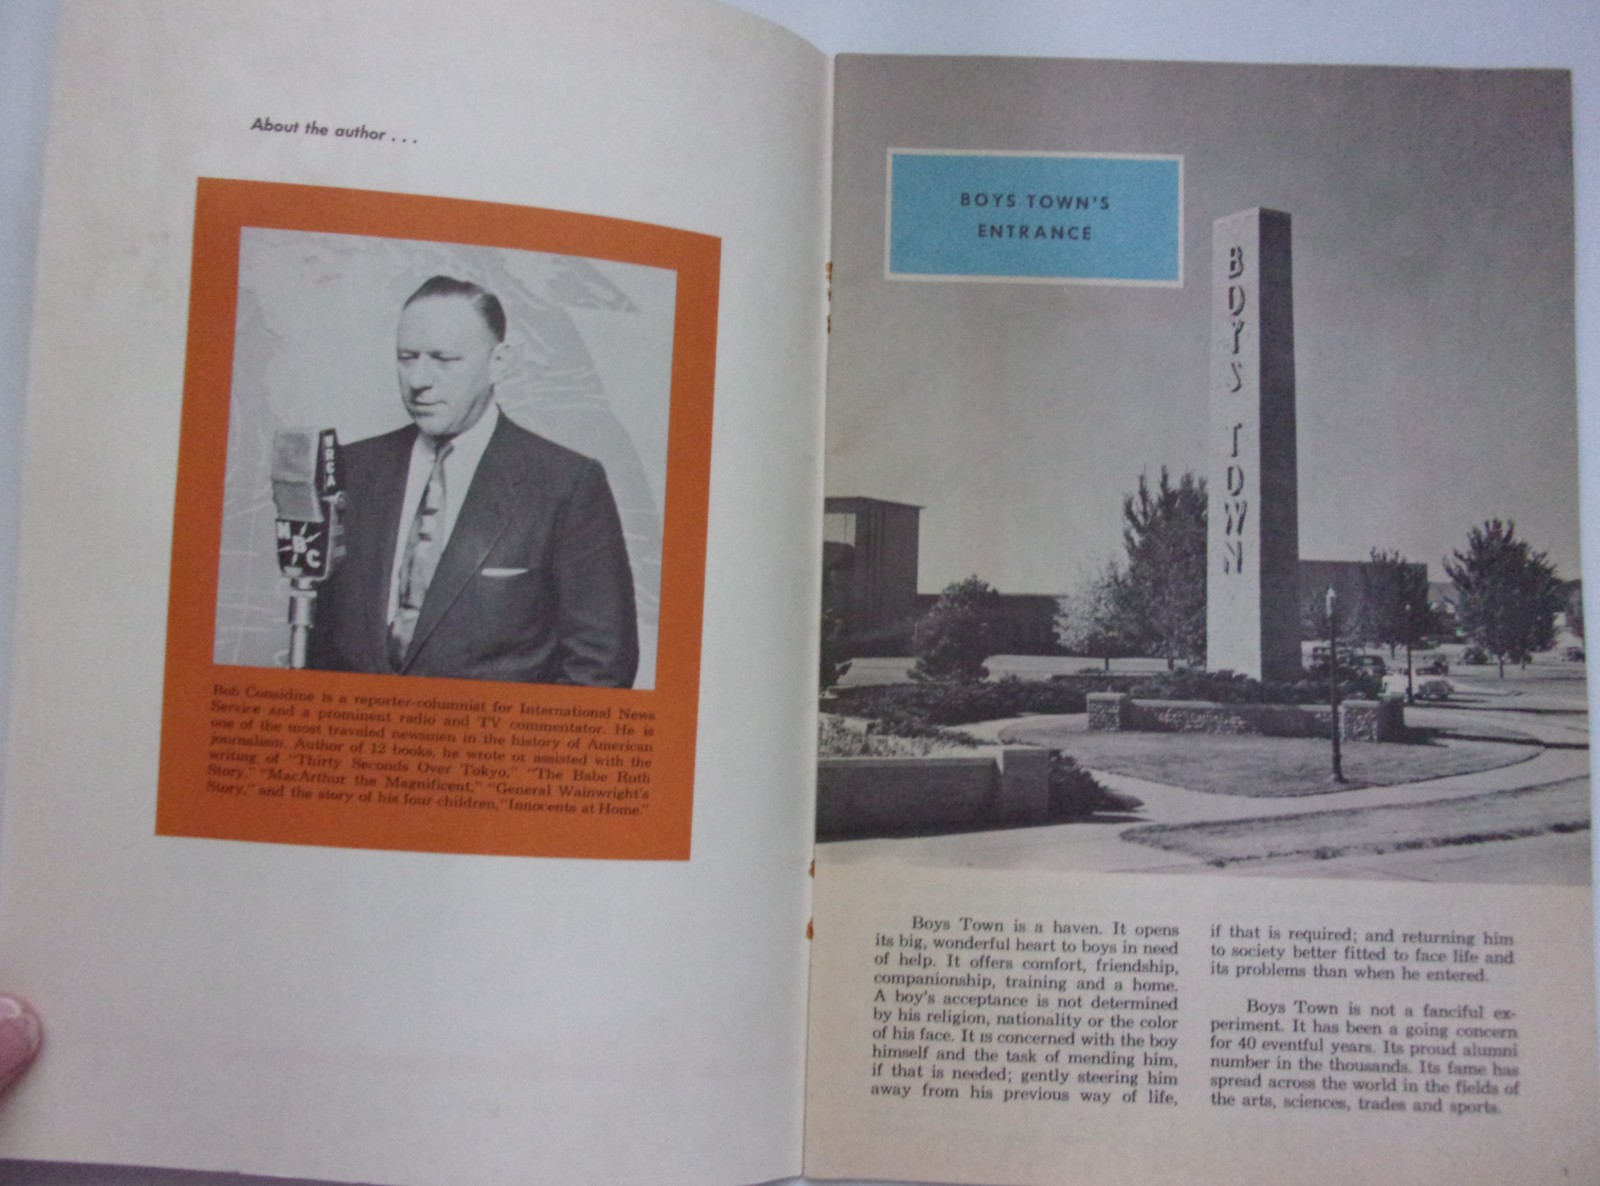 About the author . . .
WRCA
NBC
Bob Considine is a reporter-columnist for International News
Service and a prominent radio and TV commentator. He is
one of the most traveled newsmen in the history of American
journalism. Author of 12 books, he wrote or assisted with the
writing of "Thirty Seconds Over Tokyo," "The Babe Ruth
Story," "MacArthur the Magnificent," "General Wainwright's
Story," and the story of his four children, "Innocents at Home."
BOYS TOWN'S
ENTRANCE
BOYS TOWN
Boys Town is a haven. It opens
its big, wonderful heart to boys in need
of help. It offers comfort, friendship,
companionship, training and a home.
A boy's acceptance is not determined
by his religion, nationality or the color
of his face. It is concerned with the boy
himself and the task of mending him,
if that is needed; gently steering him
away from his previous way of life,
if that is required; and returning him
to society better fitted to face life and
its problems than when he entered.
Boys Town is not a fanciful ex-
periment. It has been a going concern
for 40 eventful years. Its proud alumni
number in the thousands. Its fame has
spread across the world in the fields of
the arts, sciences, trades and sports.